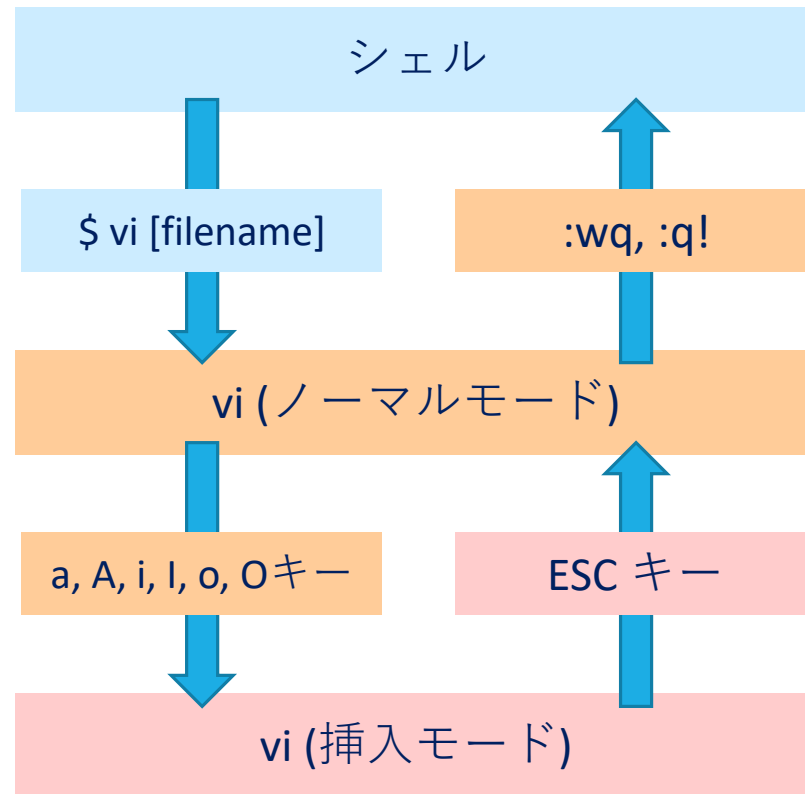 シェル
$ vi [filename]
:wq, :q!
vi (ノーマルモード)
a, A, i, I, o, Oキー
ESC キー
vi (挿入モード)